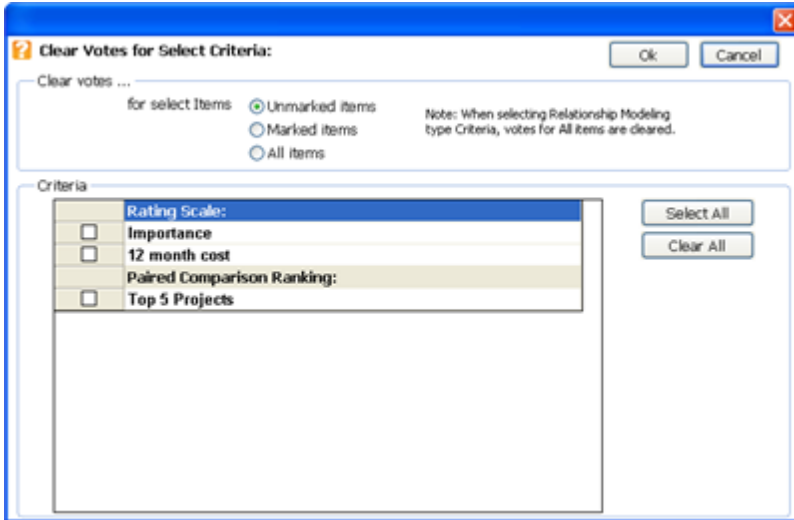 Clear Votes for Select Criteria:
Ok
Cancel
Clear votes ...
for select Items
Unmarked items
Marked items
All items
Note: When selecting Relationship Modeling
type Criteria, votes for All items are cleared.
Criteria
Rating Scale:
Importance
12 month cost
Paired Comparison Ranking:
Top 5 Projects
Select All
Clear All